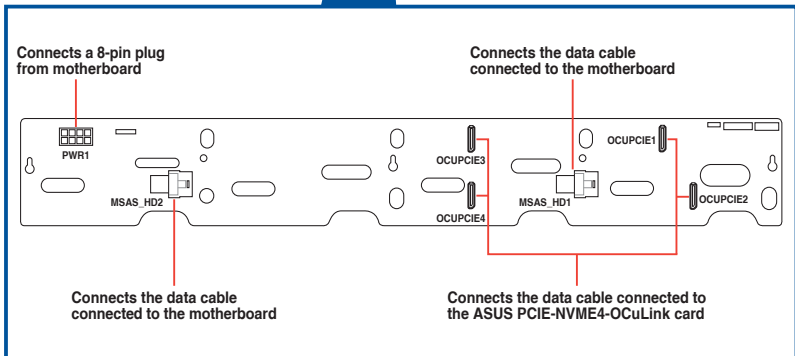 Connects a 8-pin plug
from motherboard
Connects the data cable
connected to the motherboard
PWR1
OCUPCIE3
OCUPCIE1
MSAS_HD2
OCUPCIE4
MSAS_HD1
OCUPCIE2
Connects the data cable
connected to the motherboard
Connects the data cable connected to
the ASUS PCIE-NVME4-OCuLink card